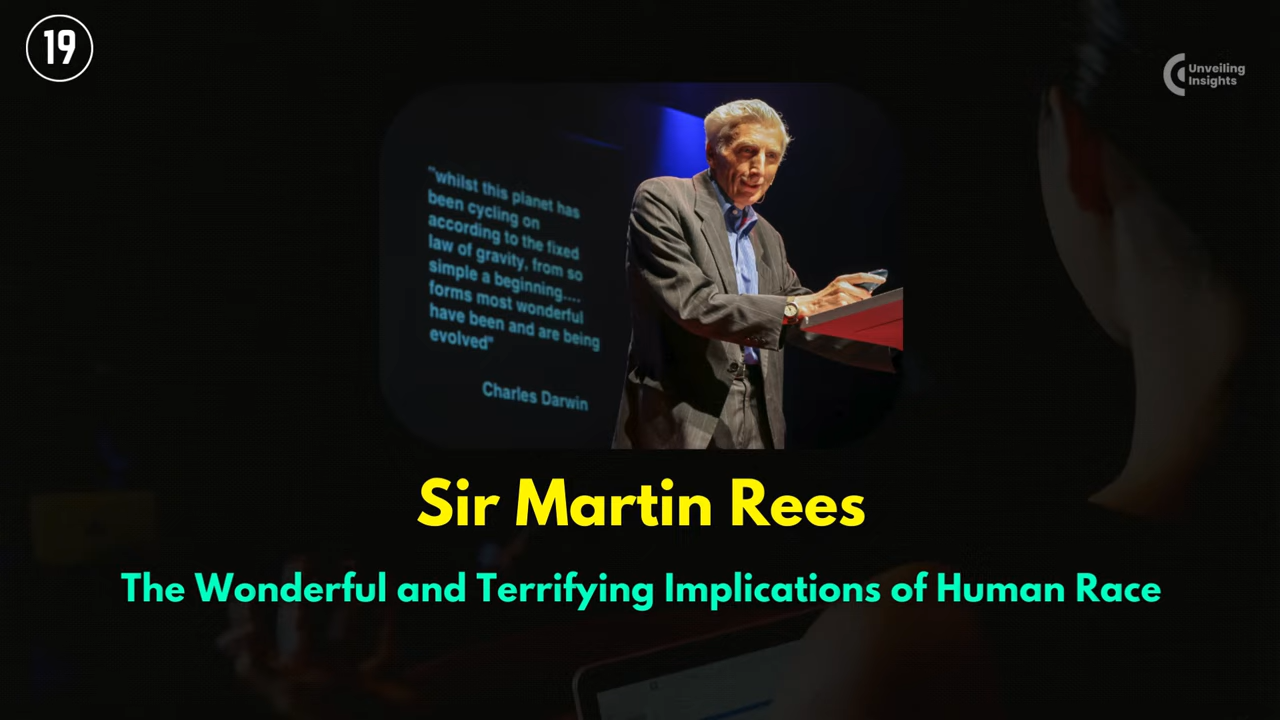 19
Unveiling
Insights
"whilst this planet has
been cycling on
according to the fixed
law of gravity, from so
simple a beginning....
forms most wonderful
have been and are being
evolved"
Charles Darwin
Sir Martin Rees
The Wonderful and Terrifying Implications of Human Race